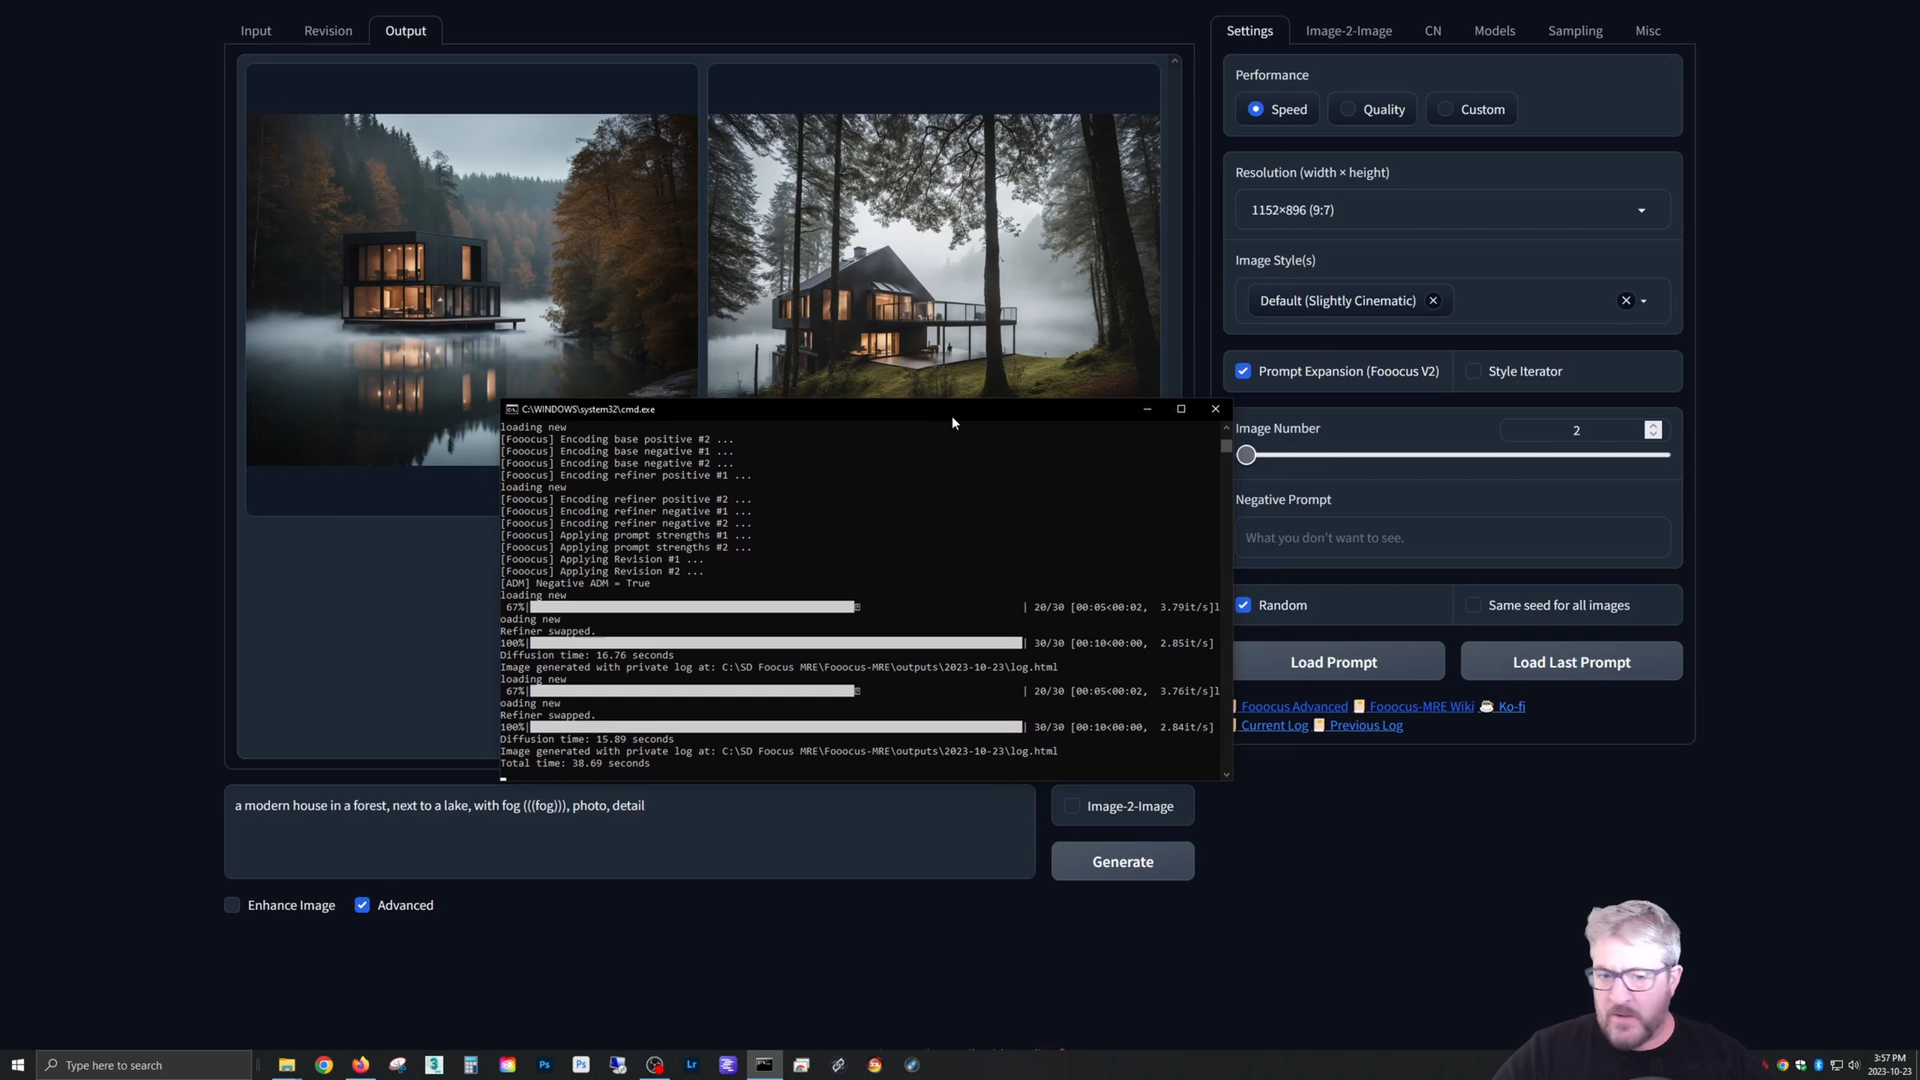 Input Revision Output
Settings Image-2-Image CN Models Sampling Misc
Performance
Speed Quality Custom
Resolution (width × height)
1152×896 (9:7)
Image Style(s)
Default (Slightly Cinematic)
Prompt Expansion (Fooocus V2) Style Iterator
Image Number 2
Negative Prompt
What you don't want to see.
Random Same seed for all images
Load Prompt Load Last Prompt
Fooocus Advanced Fooocus-MRE Wiki Ko-fi
Current Log Previous Log
C:\WINDOWS\system32\cmd.exe
loading new
[Fooocus] Encoding base positive #2 ...
[Fooocus] Encoding base negative #1 ...
[Fooocus] Encoding base negative #2 ...
[Fooocus] Encoding refiner positive #1 ...
loading new
[Fooocus] Encoding refiner positive #2 ...
[Fooocus] Encoding refiner negative #1 ...
[Fooocus] Encoding refiner negative #2 ...
[Fooocus] Applying prompt strengths #1 ...
[Fooocus] Applying prompt strengths #2 ...
[Fooocus] Applying Revision #1 ...
[Fooocus] Applying Revision #2 ...
[ADM] Negative ADM = True
loading new
67%| | 20/30 [00:05<00:02, 3.79it/s]l
oading new
Refiner swapped.
100%| | 30/30 [00:10<00:00, 2.85it/s]
Diffusion time: 16.76 seconds
Image generated with private log at: C:\SD Foocus MRE\Fooocus-MRE\outputs\2023-10-23\log.html
loading new
67%| | 20/30 [00:05<00:02, 3.76it/s]l
oading new
Refiner swapped.
100%| | 30/30 [00:10<00:00, 2.84it/s]
Diffusion time: 15.89 seconds
Image generated with private log at: C:\SD Foocus MRE\Fooocus-MRE\outputs\2023-10-23\log.html
Total time: 38.69 seconds
a modern house in a forest, next to a lake, with fog (((fog))), photo, detail
Image-2-Image
Generate
Enhance Image Advanced
Type here to search
3 Ps Ps Lr
3:57 PM
2023-10-23